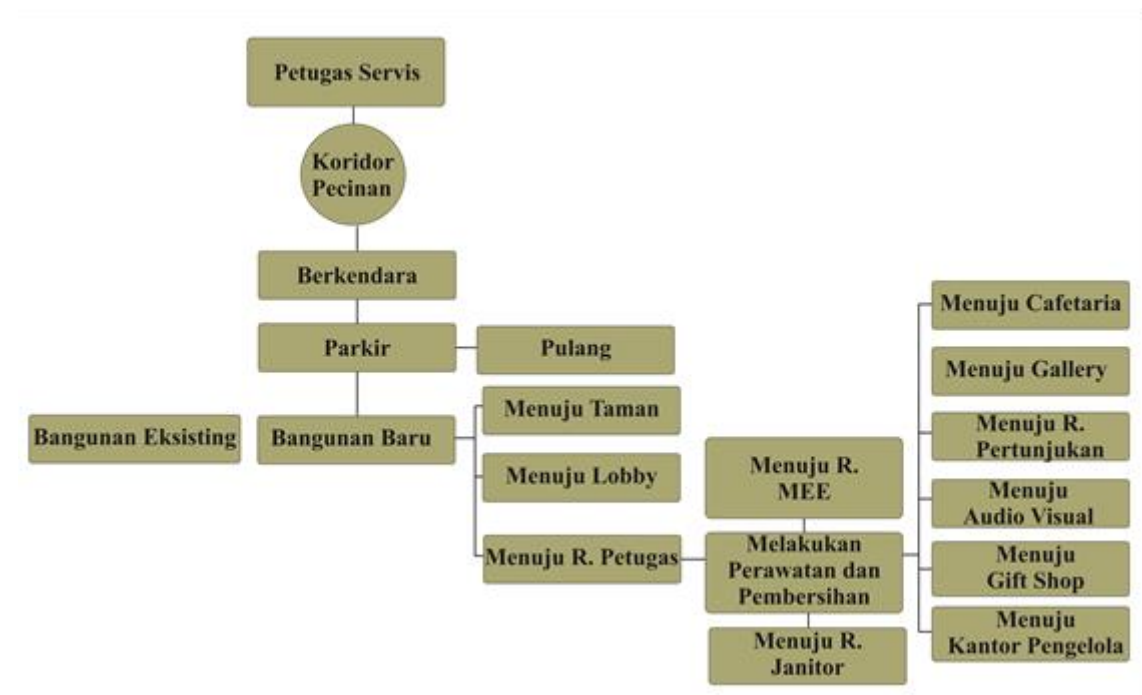 Petugas Servis
Koridor
Pecinan
Berkendara
Parkir
Pulang
Bangunan Eksisting
Bangunan Baru
Menuju Taman
Menuju Lobby
Menuju R. Petugas
Menuju R.
MEE
Melakukan
Perawatan dan
Pembersihan
Menuju R.
Janitor
Menuju Cafetaria
Menuju Gallery
Menuju R.
Pertunjukan
Menuju
Audio Visual
Menuju
Gift Shop
Menuju
Kantor Pengelola